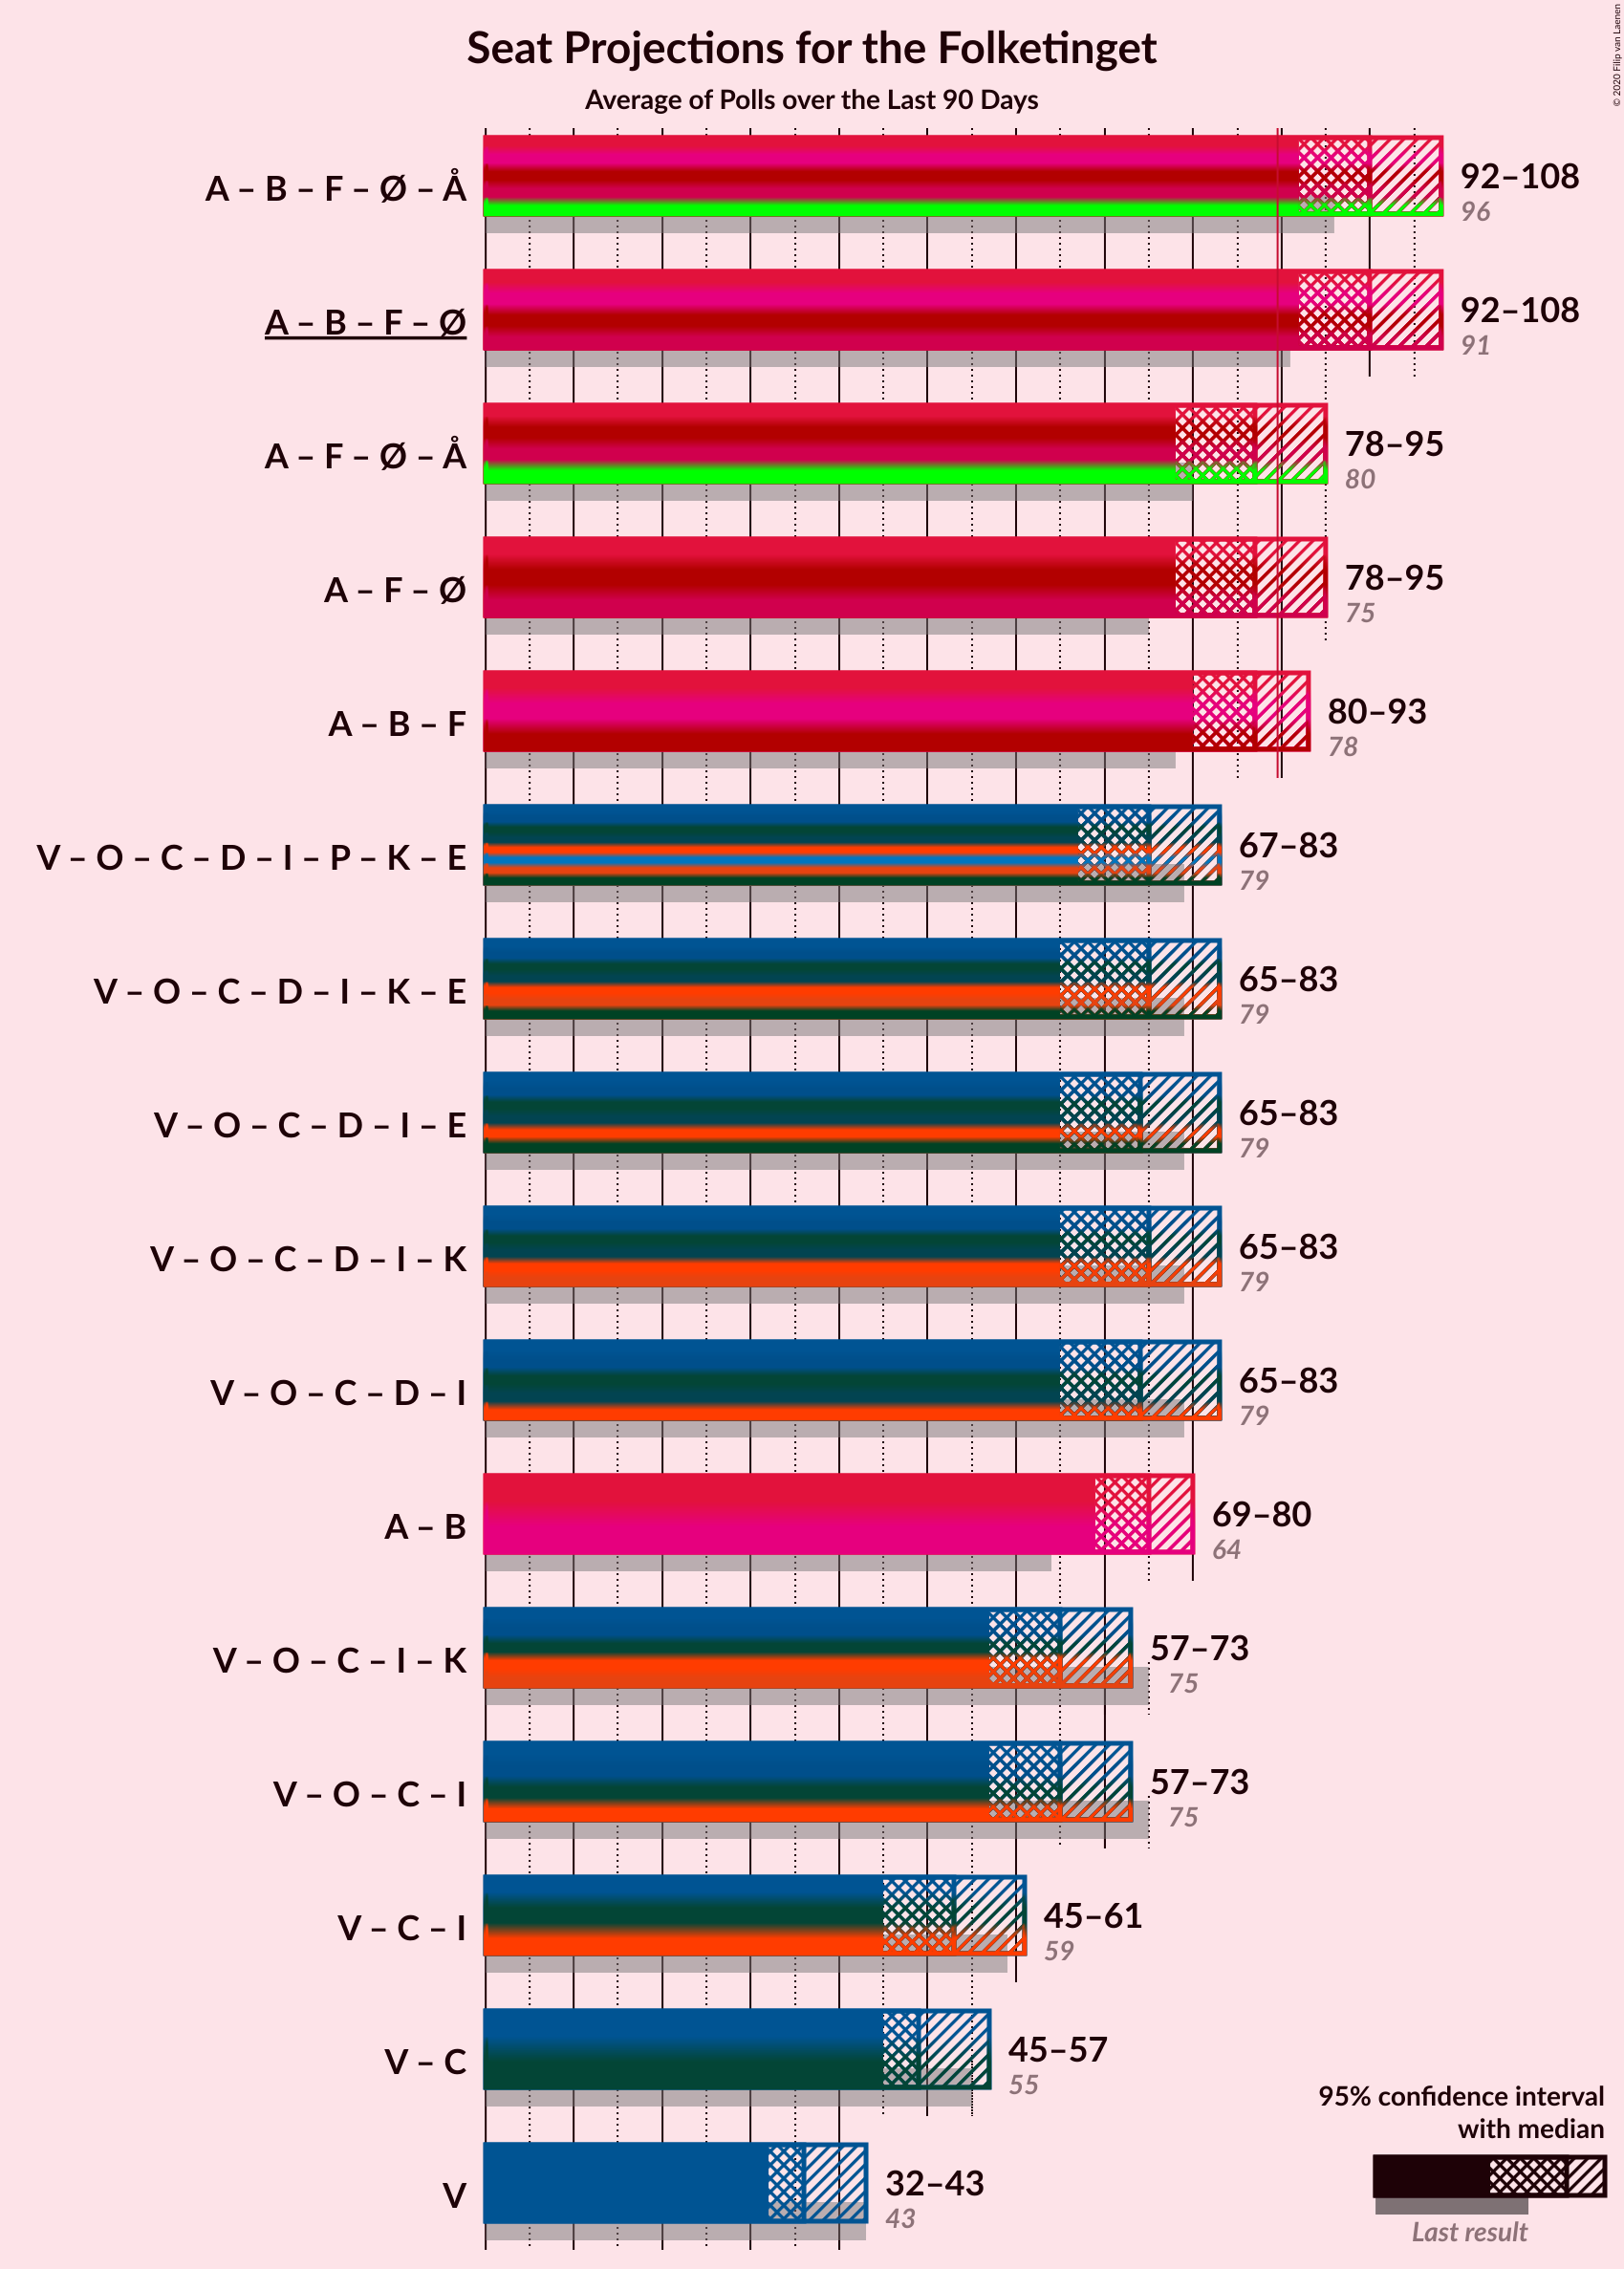 Seat Projections for the Folketinget
Average of Polls over the Last 90 Days
© 2020 Filip van Laenen
A – B – F – Ø – Å
92–108
96
A – B – F – Ø
92–108
91
A – F – Ø – Å
78–95
80
A – F – Ø
78–95
75
A – B – F
80–93
78
V – O – C – D – I – P – K – E
67–83
79
V – O – C – D – I – K – E
65–83
79
V – O – C – D – I – E
65–83
79
V – O – C – D – I – K
65–83
79
V – O – C – D – I
65–83
79
A – B
69–80
64
V – O – C – I – K
57–73
75
V – O – C – I
57–73
75
V – C – I
45–61
59
V – C
45–57
55
V
32–43
43
95% confidence interval
with median
Last result